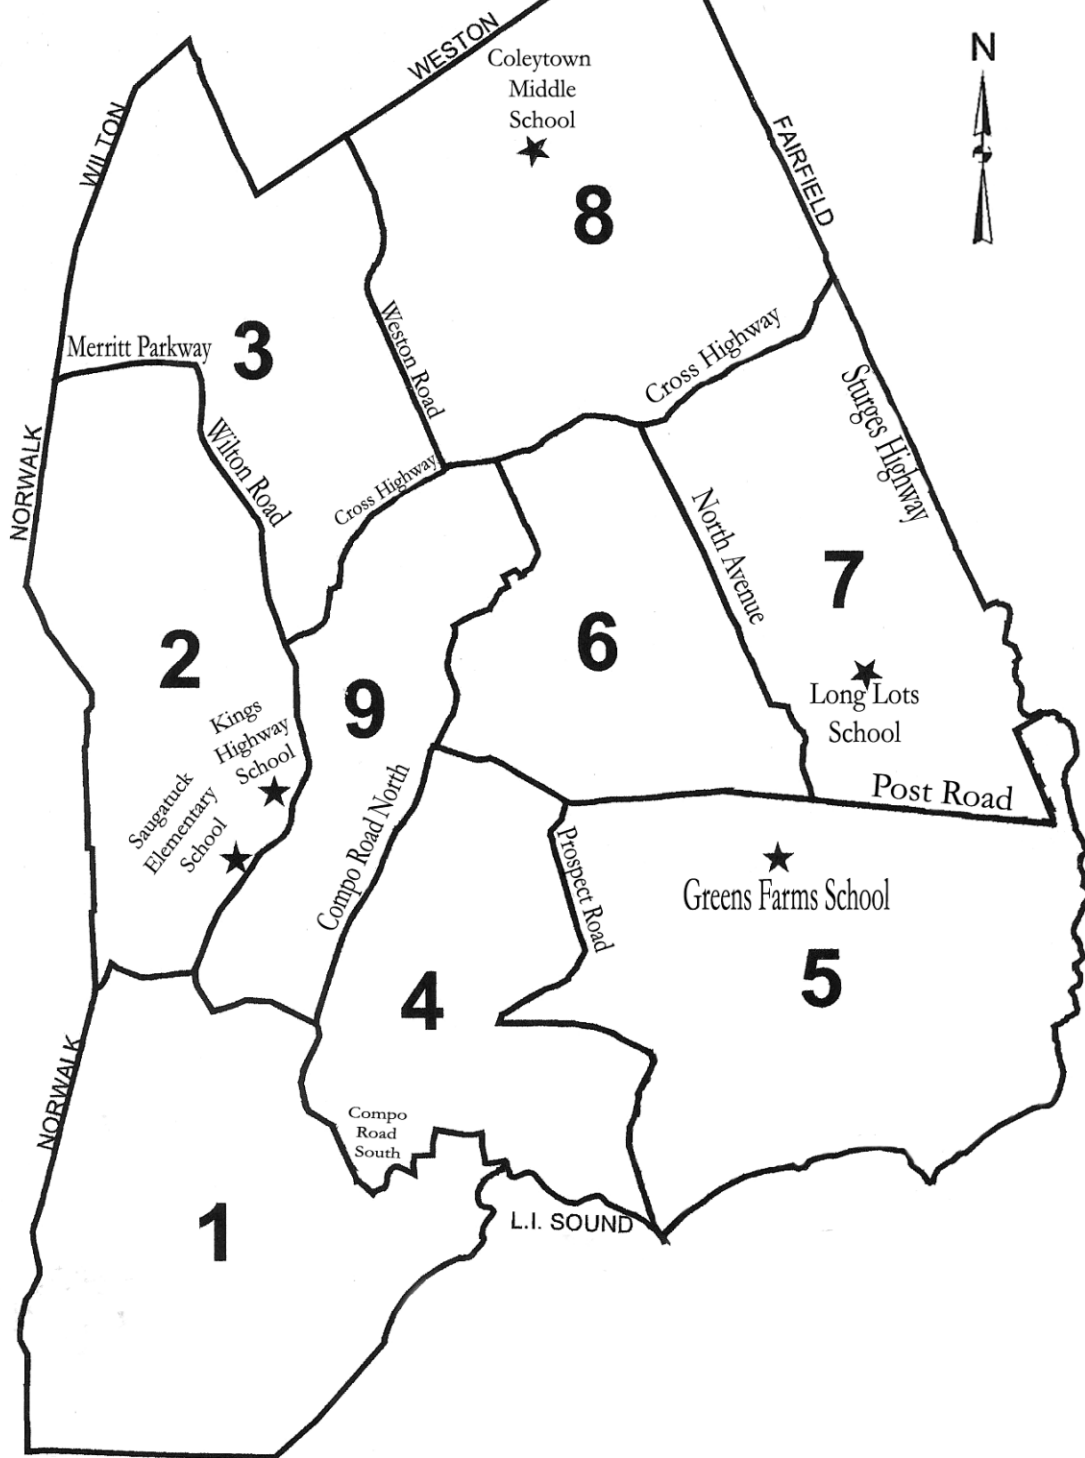 WESTON
N
Coleytown
Middle
School
WILTON
FAIRFIELD
8
Merritt Parkway
3
Weston Road
Cross Highway
Sturges Highway
NORWALK
Wilton Road
Cross Highway
North Avenue
7
2
6
9
Long Lots
School
Kings
Highway
School
Saugatuck
Elementary
School
Post Road
Compo Road North
Prospect Road
Greens Farms School
4
5
NORWALK
Compo
Road
South
1
L.I. SOUND